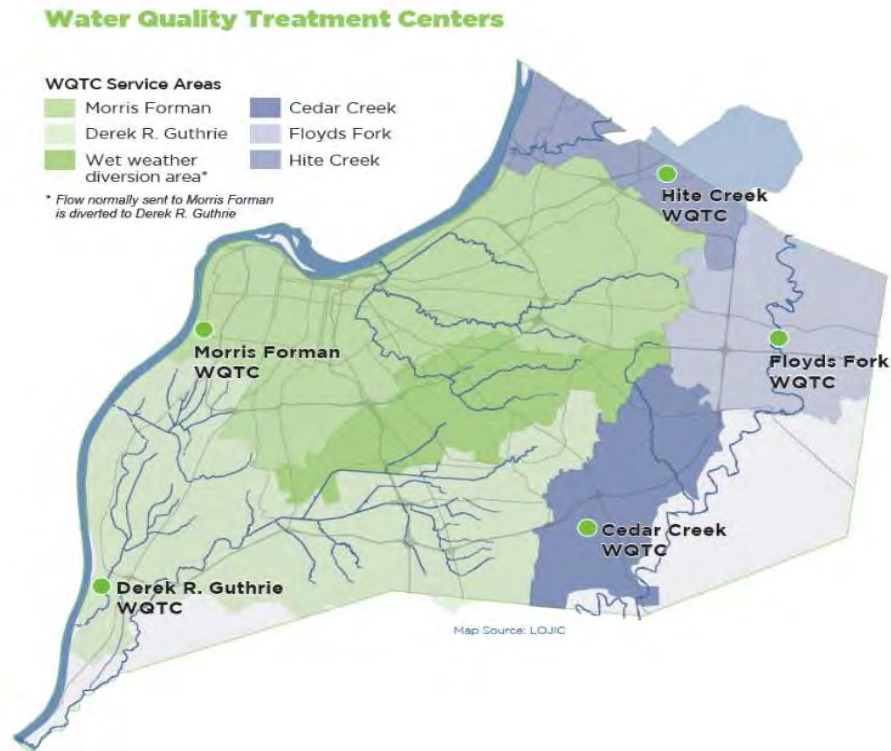 Water Quality Treatment Centers
WQTC Service Areas
Morris Forman
Derek R. Guthrie
Wet weather
diversion area*
Cedar Creek
Floyds Fork
Hite Creek
* Flow normally sent to Morris Forman
is diverted to Derek R. Guthrie
Hite Creek
WQTC
Morris Forman
WQTC
Floyds Fork
WQTC
Cedar Creek
WQTC
Derek R. Guthrie
WQTC
Map Source: LOJIC